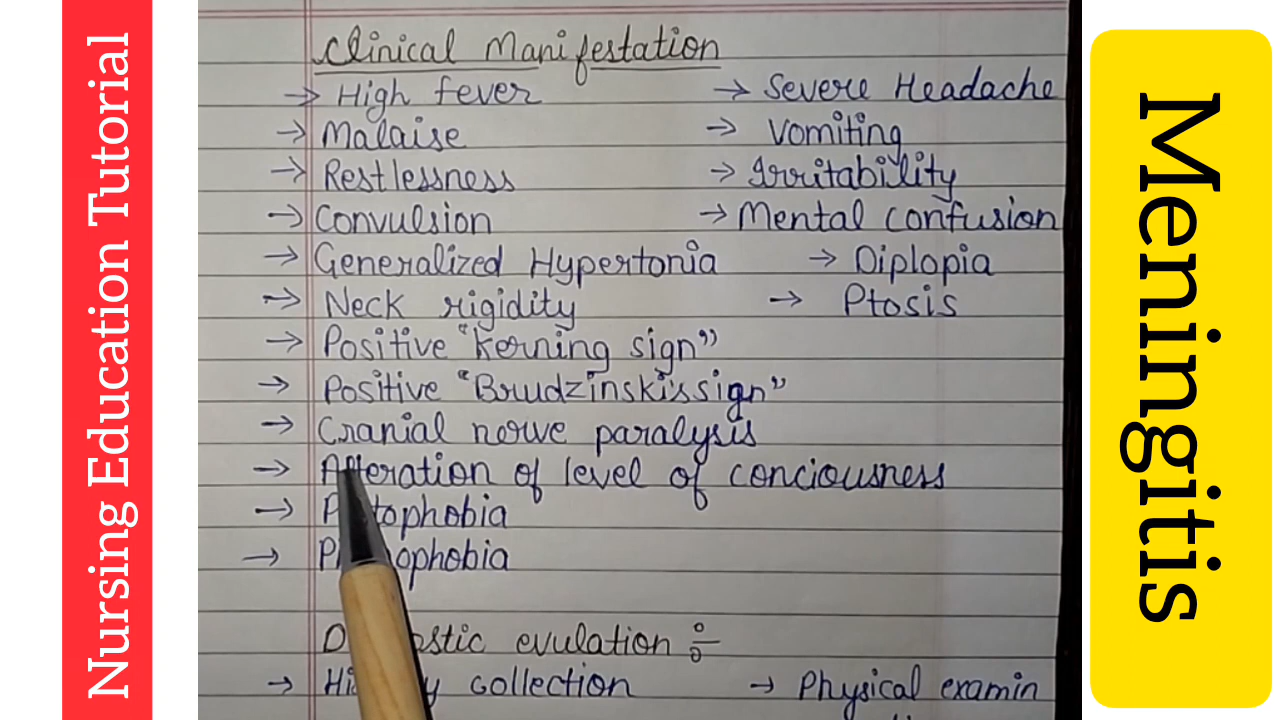 Nursing Education Tutorial
Clinical Manifestation
→ High fever → Severe Headache
→ Malaise → Vomiting
→ Restlessness → Irritability
→ Convulsion → Mental confusion
→ Generalized Hypertonia → Diplopia
→ Neck rigidity → Ptosis
→ Positive "kerning sign"
→ Positive "Brudzinski's sign"
→ Cranial nerve paralysis
→ Alteration of level of conciousness
→
→
evulation
→ collection → Physical examin
Meningitis